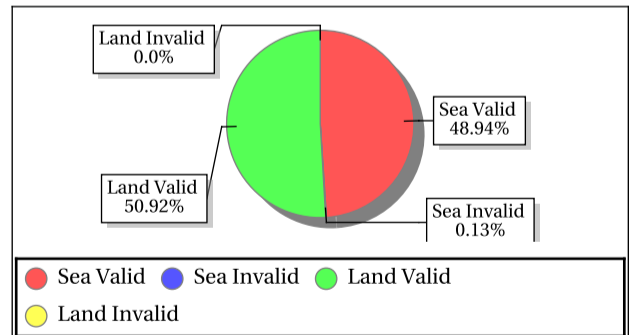 Land Invalid
0.0%
Sea Valid
48.94%
Land Valid
50.92%
Sea Invalid
0.13%
Sea Valid Sea Invalid Land Valid
Land Invalid